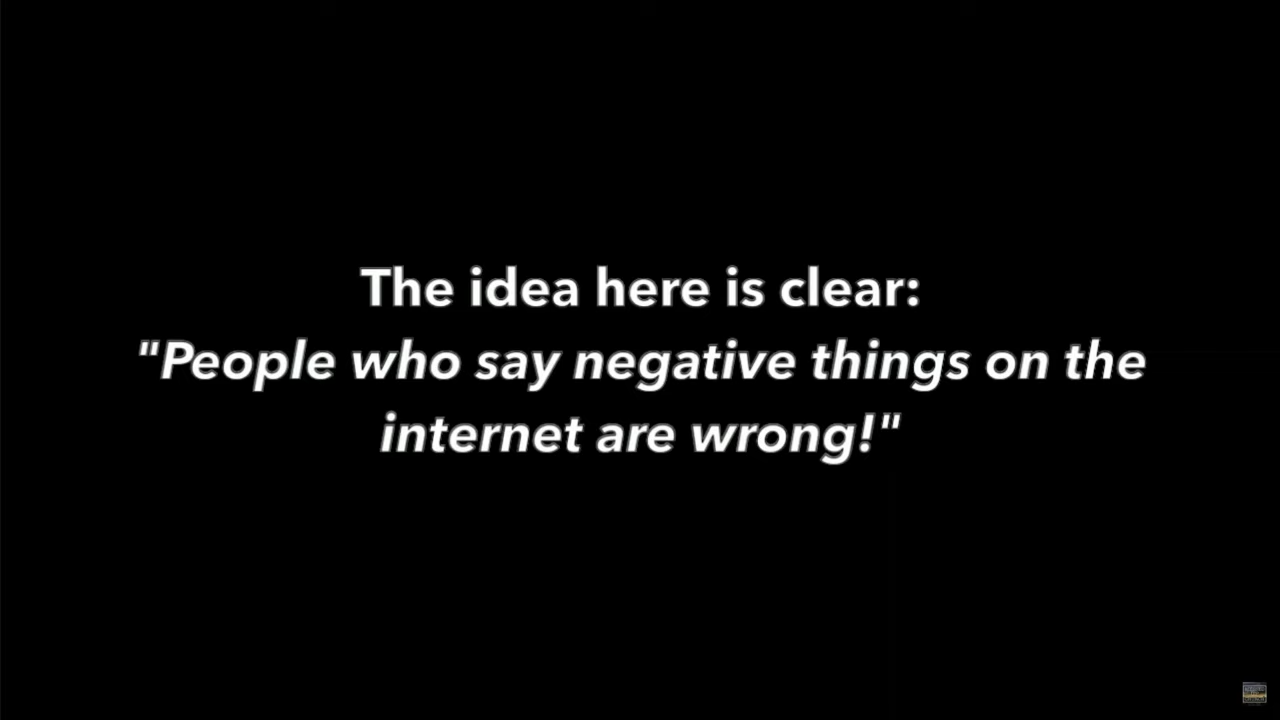 The idea here is clear:
"People who say negative things on the
internet are wrong!"